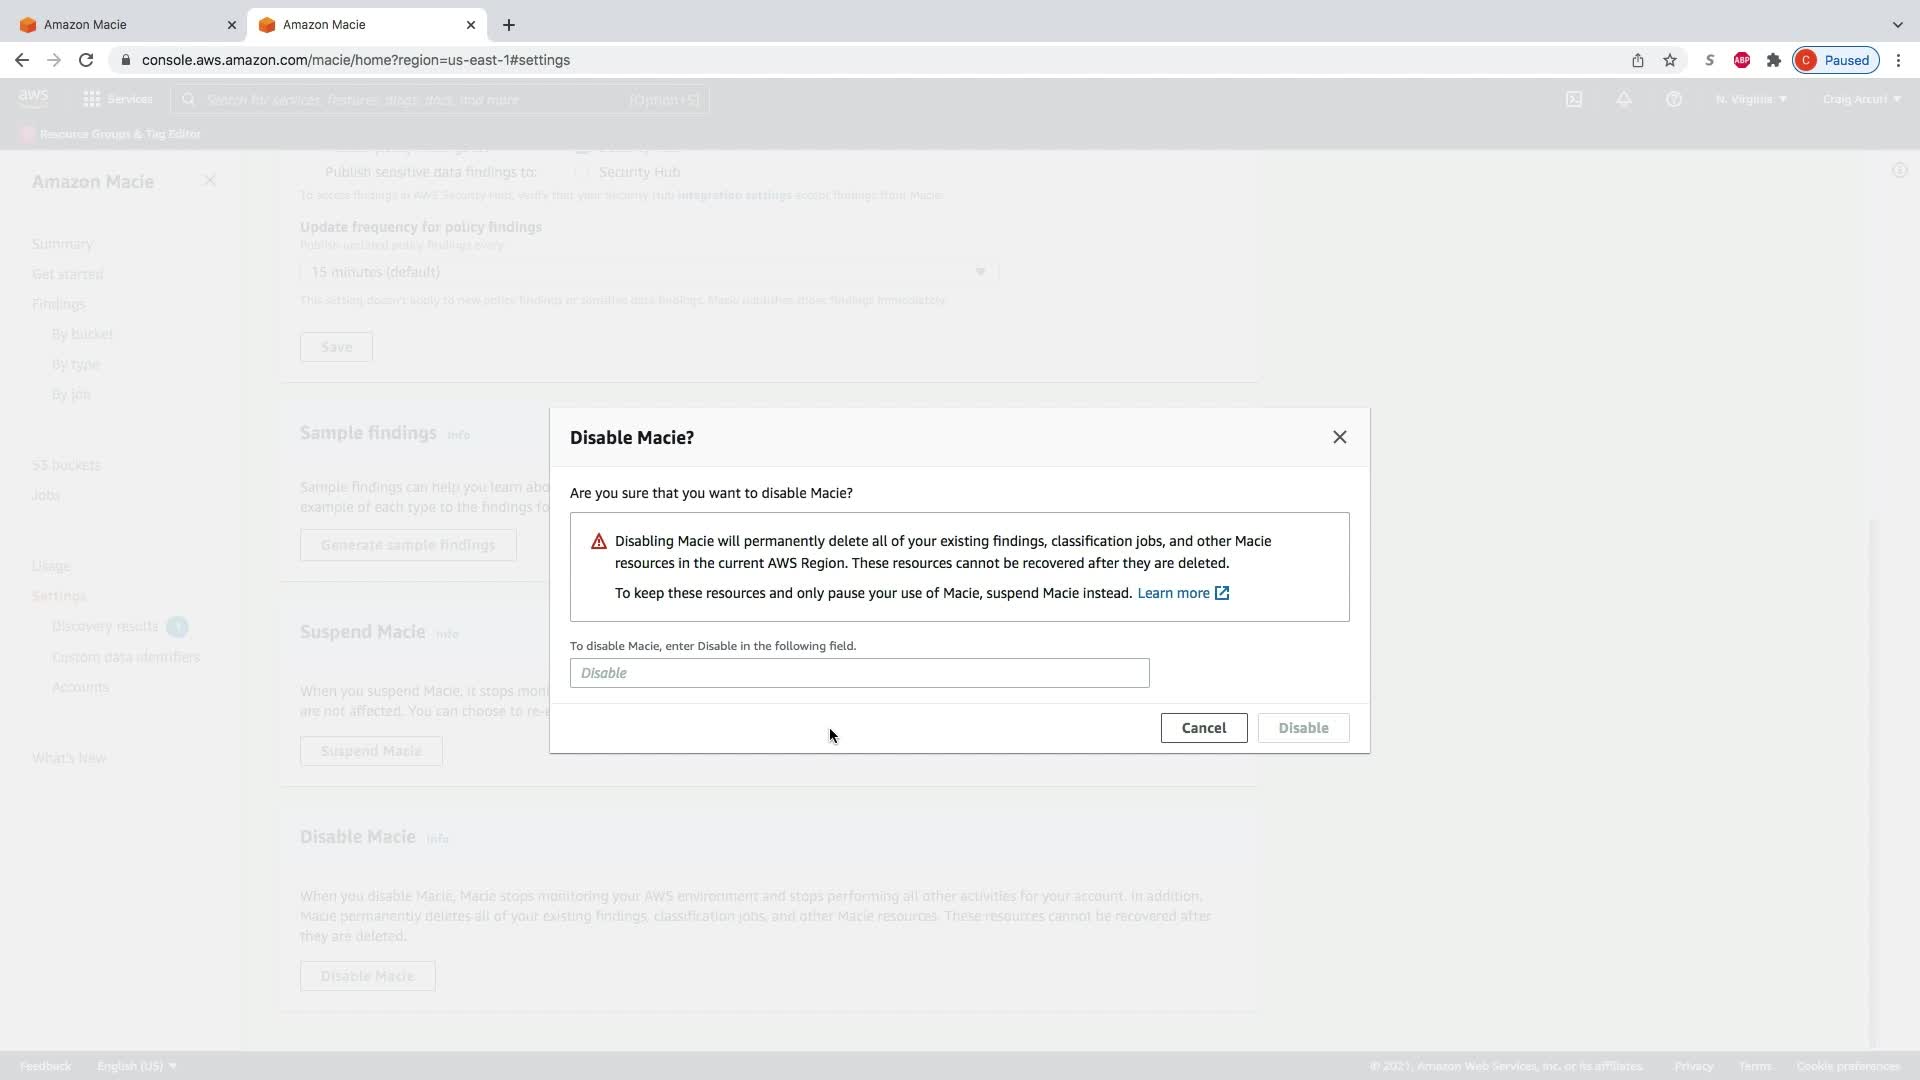 Amazon Macie
Amazon Macie
console.aws.amazon.com/macie/home?region=us-east-1#settings
S
ABP
C
Paused
aws
Services
Search for services, features, blogs, docs, and more
[Option+S]
N. Virginia
Craig Arcuri
Resource Groups & Tag Editor
Amazon Macie
Summary
Get started
Findings
By bucket
By type
By job
S3 buckets
Jobs
Usage
Settings
Discovery results
1
Custom data identifiers
Accounts
What's New
Publish sensitive data findings to:
Security Hub
To access findings in AWS Security Hub, verify that your Security Hub integration settings accept findings from Macie.
Update frequency for policy findings
Publish updated policy findings every
15 minutes (default)
This setting doesn't apply to new policy findings or sensitive data findings. Macie publishes those findings immediately.
Save
Sample findings Info
Sample findings can help you learn abo
example of each type to the findings fo
Generate sample findings
Suspend Macie Info
When you suspend Macie, it stops moni
are not affected. You can choose to re-e
Suspend Macie
Disable Macie Info
When you disable Macie, Macie stops monitoring your AWS environment and stops performing all other activities for your account. In addition,
Macie permanently deletes all of your existing findings, classification jobs, and other Macie resources. These resources cannot be recovered after
they are deleted.
Disable Macie
Disable Macie?
Are you sure that you want to disable Macie?
Disabling Macie will permanently delete all of your existing findings, classification jobs, and other Macie
resources in the current AWS Region. These resources cannot be recovered after they are deleted.
To keep these resources and only pause your use of Macie, suspend Macie instead. Learn more
To disable Macie, enter Disable in the following field.
Disable
Cancel
Disable
Feedback
English (US)
© 2021, Amazon Web Services, Inc. or its affiliates.
Privacy
Terms
Cookie preferences